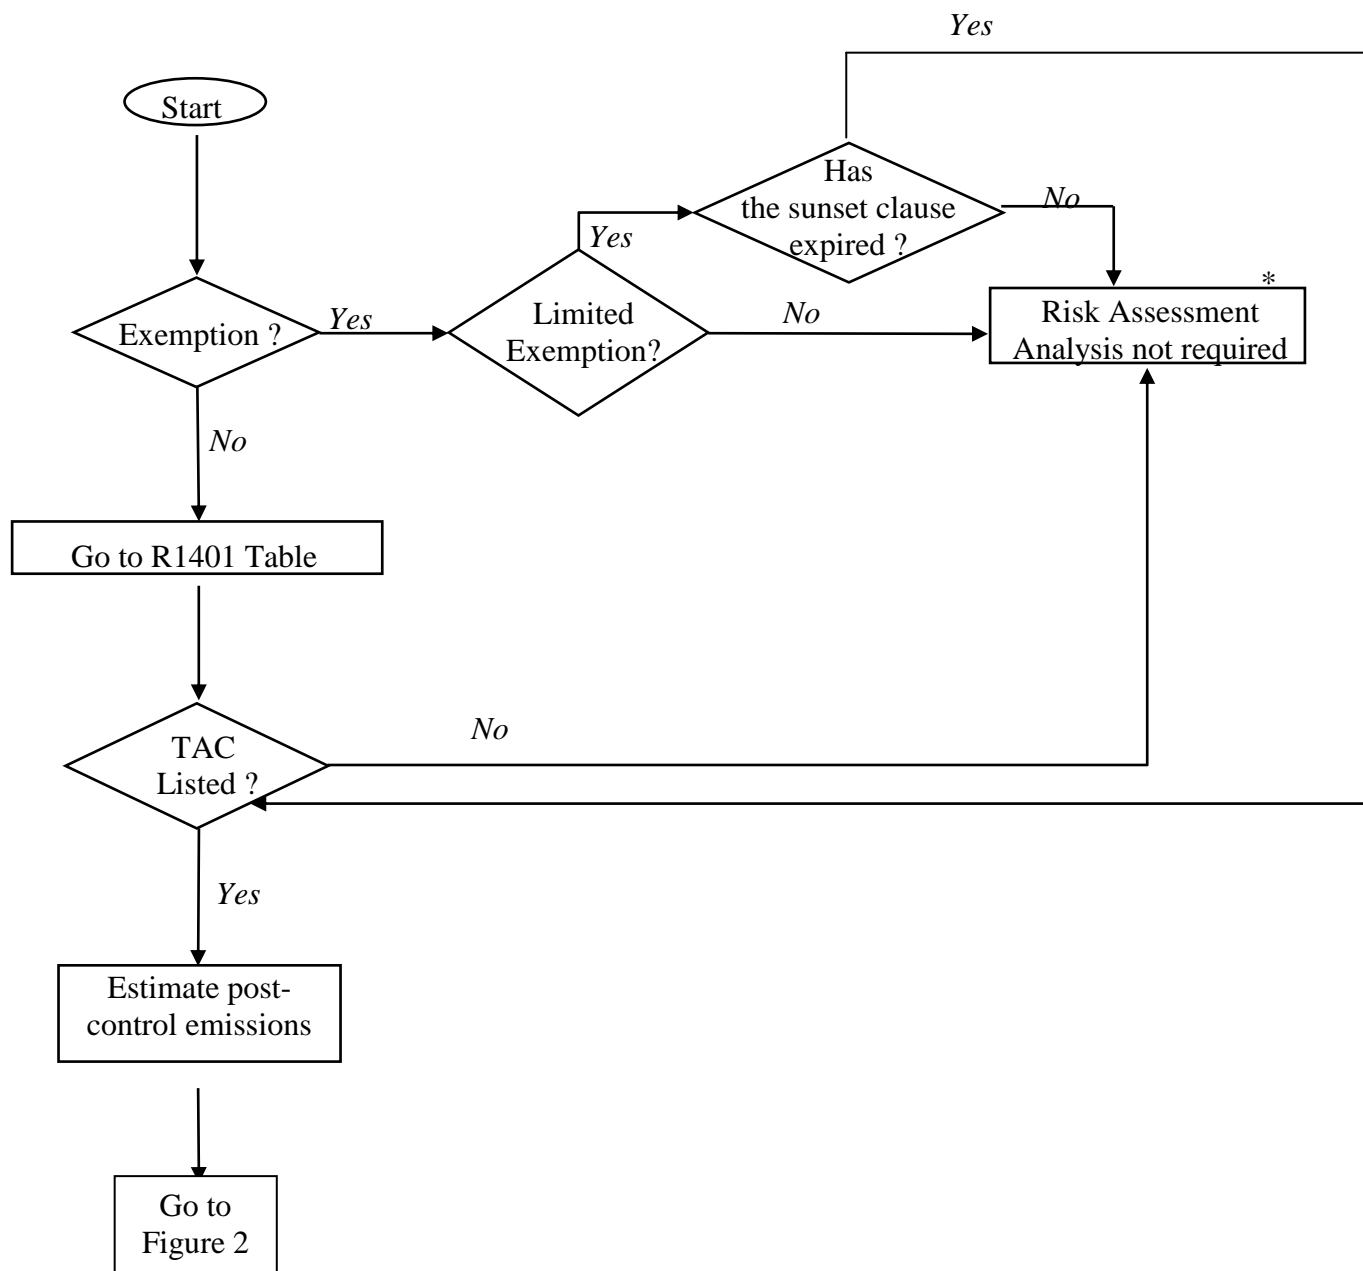 Yes
Start
Has
the sunset clause
expired ?
No
Yes
*
Exemption ?
Yes
Limited
Exemption?
No
Risk Assessment
Analysis not required
No
Go to R1401 Table
No
TAC
Listed ?
Yes
Estimate post-
control emissions
Go to
Figure 2